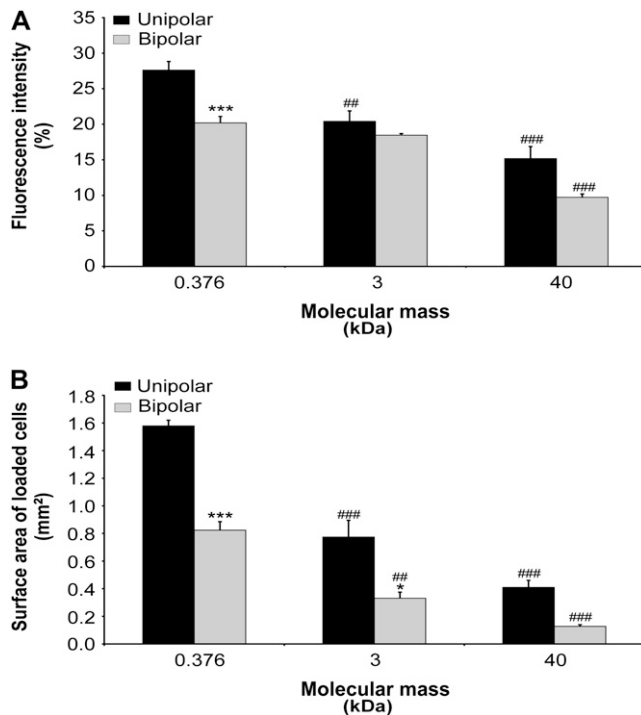 A
Unipolar
Bipolar
Fluorescence intensity
(%)
35
30
25
20
15
10
5
0
***
##
###
###
0.376
3
40
Molecular mass
(kDa)
B
Unipolar
Bipolar
Surface area of loaded cells
(mm²)
1.8
1.6
1.4
1.2
1.0
0.8
0.6
0.4
0.2
0.0
***
###
##
*
###
###
0.376
3
40
Molecular mass
(kDa)